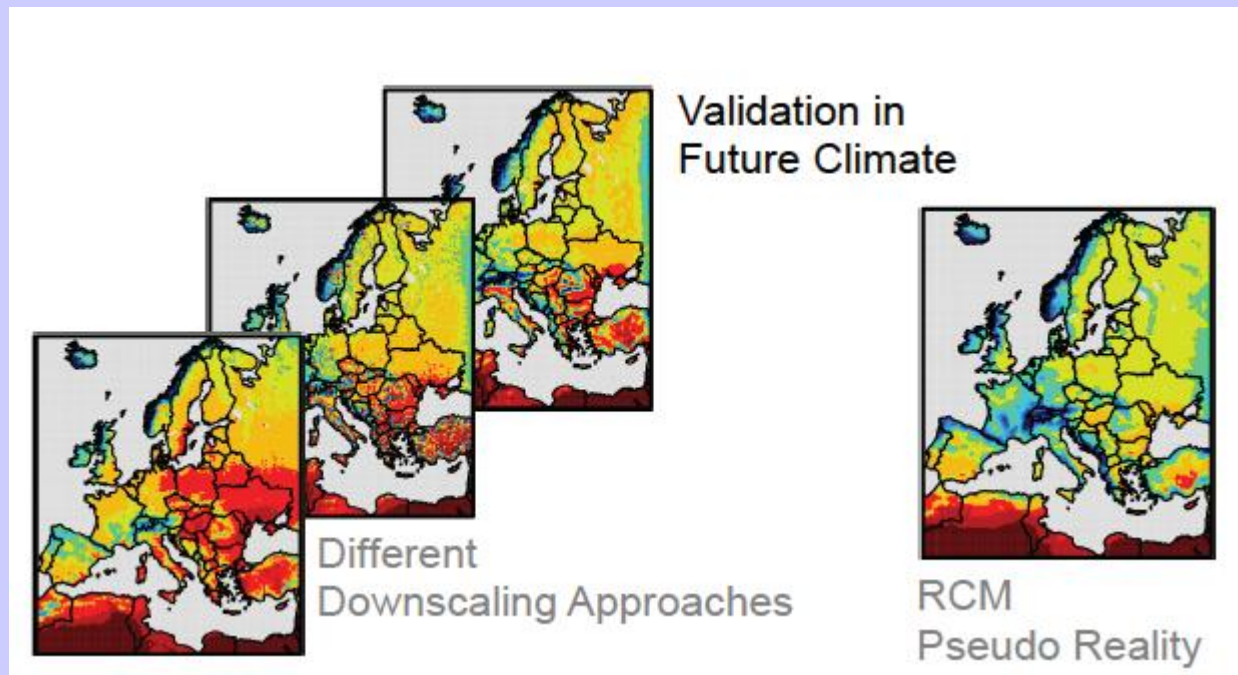 Validation in
Future Climate
Different
Downscaling Approaches
RCM
Pseudo Reality